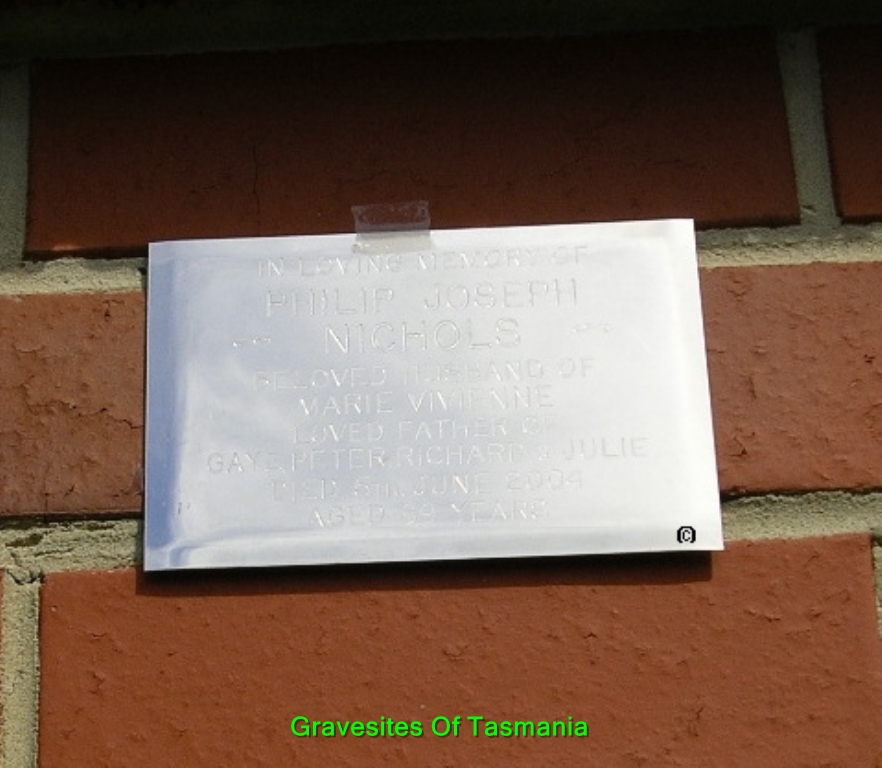 IN LOVING MEMORY OF
PHILIP JOSEPH
NICHOLS
BELOVED HUSBAND OF
MARIE VIVIENNE
LOVED FATHER OF
GAYE, PETER, RICHARD & JULIE
DIED 5TH JUNE 2004
AGED YEARS
©
Gravesites Of Tasmania